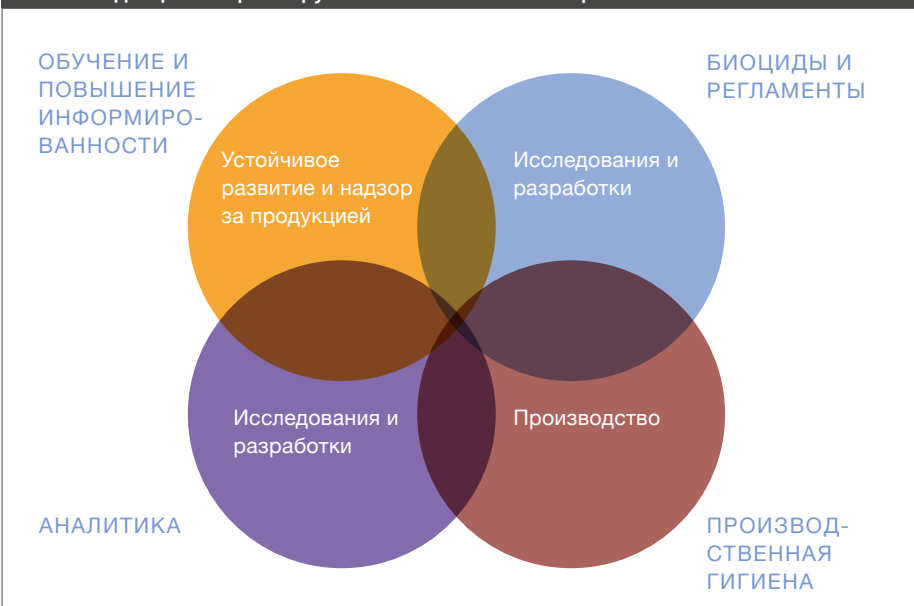 ОБУЧЕНИЕ И
ПОВЫШЕНИЕ
ИНФОРМИРО-
ВАННОСТИ
БИОЦИДЫ И
РЕГЛАМЕНТЫ
Устойчивое
развитие и надзор
за продукцией
Исследования и
разработки
Исследования и
разработки
Производство
АНАЛИТИКА
ПРОИЗВОД-
СТВЕННАЯ
ГИГИЕНА